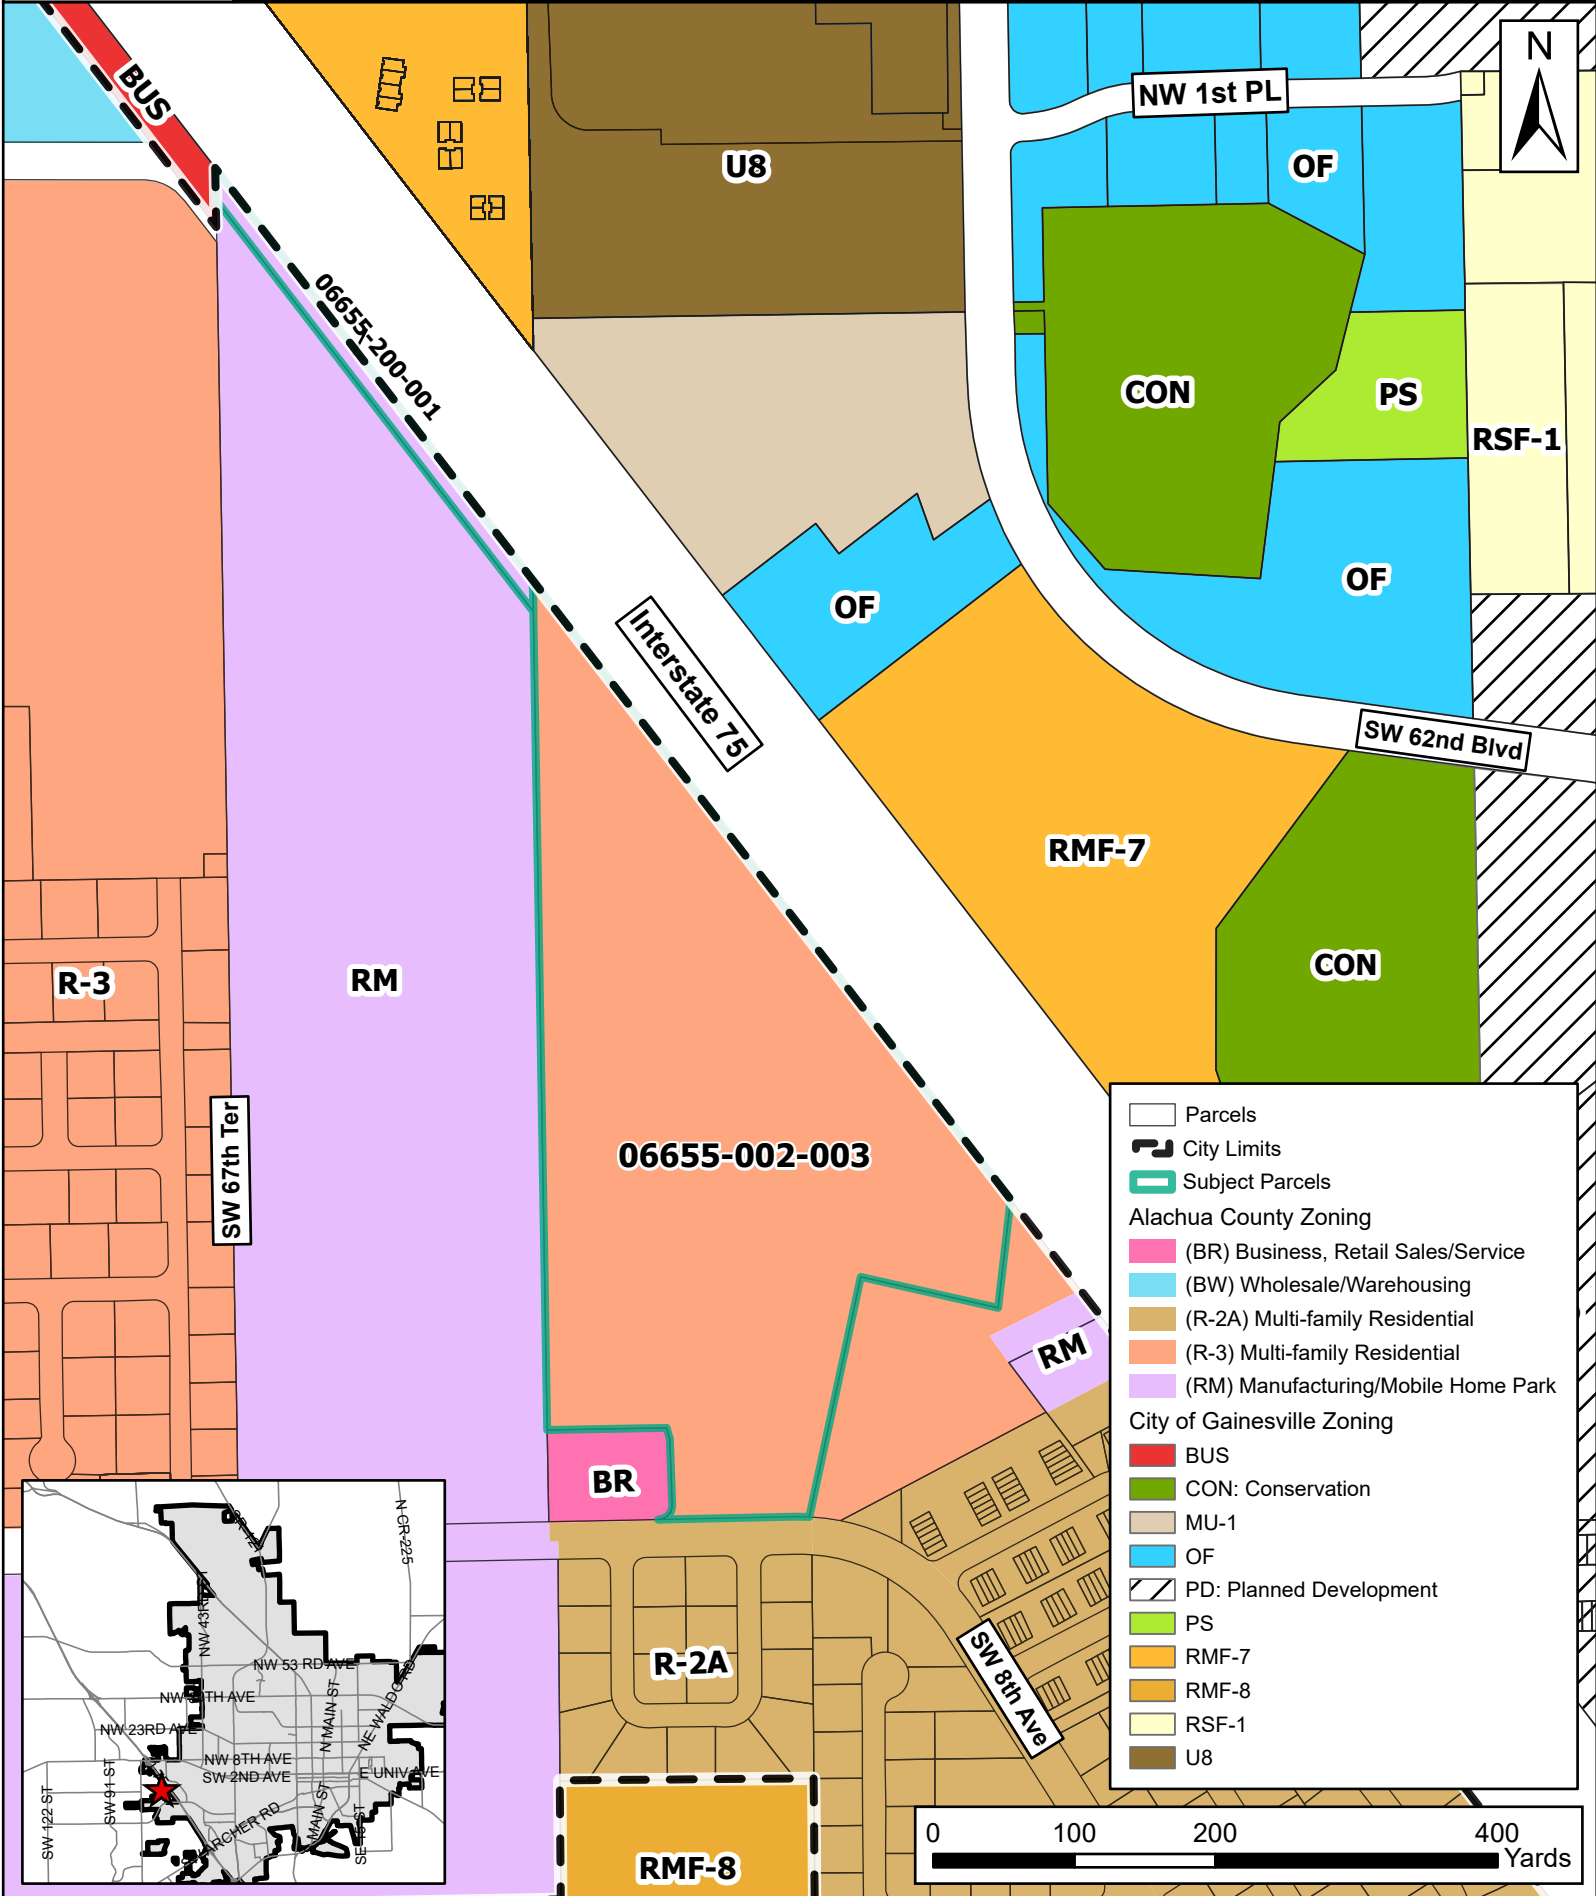 N
BUS
NW 1st PL
U8
OF
06655-200-001
CON
PS
RSF-1
OF
OF
Interstate 75
SW 62nd Blvd
RMF-7
CON
R-3
RM
SW 67th Ter
06655-002-003
RM
BR
R-2A
SW 8th Ave
RMF-8
Parcels
City Limits
Subject Parcels
Alachua County Zoning
(BR) Business, Retail Sales/Service
(BW) Wholesale/Warehousing
(R-2A) Multi-family Residential
(R-3) Multi-family Residential
(RM) Manufacturing/Mobile Home Park
City of Gainesville Zoning
BUS
CON: Conservation
MU-1
OF
PD: Planned Development
PS
RMF-7
RMF-8
RSF-1
U8
0 100 200 400
Yards
N CR-225
NW 43RD ST
NW 53 RD AVE
AVE
NW 23RD AVE
N MAIN ST
NE WALDO RD
NW 8TH AVE
SW 2ND AVE
E UNIV AVE
SW 91 ST
SW 122 ST
ARCHER RD
MAIN ST